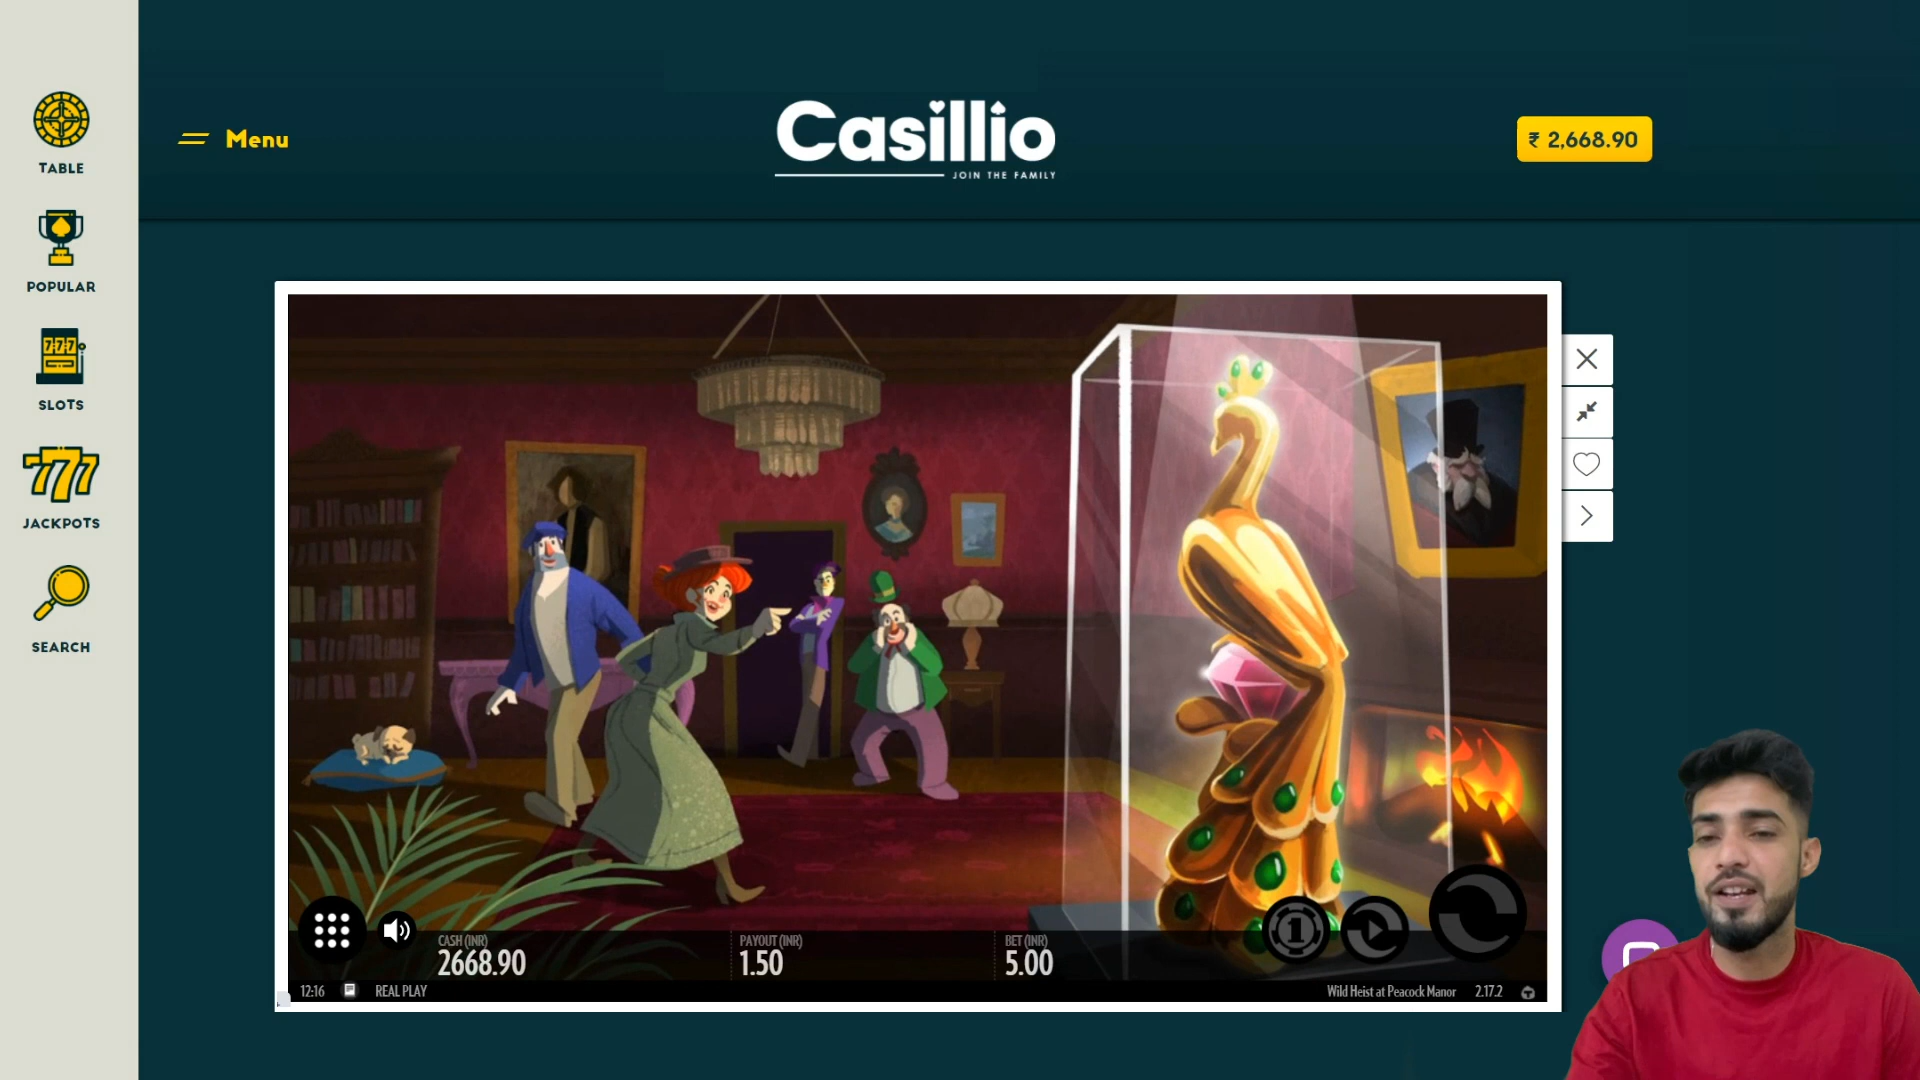 TABLE
POPULAR
777
SLOTS
777
JACKPOTS
SEARCH
Menu
Casillio
JOIN THE FAMILY
₹ 2,668.90
CASH (INR)
2668.90
PAYOUT (INR)
1.50
BET (INR)
5.00
1
12:16
REAL PLAY
Wild Heist at Peacock Manor
2.17.2